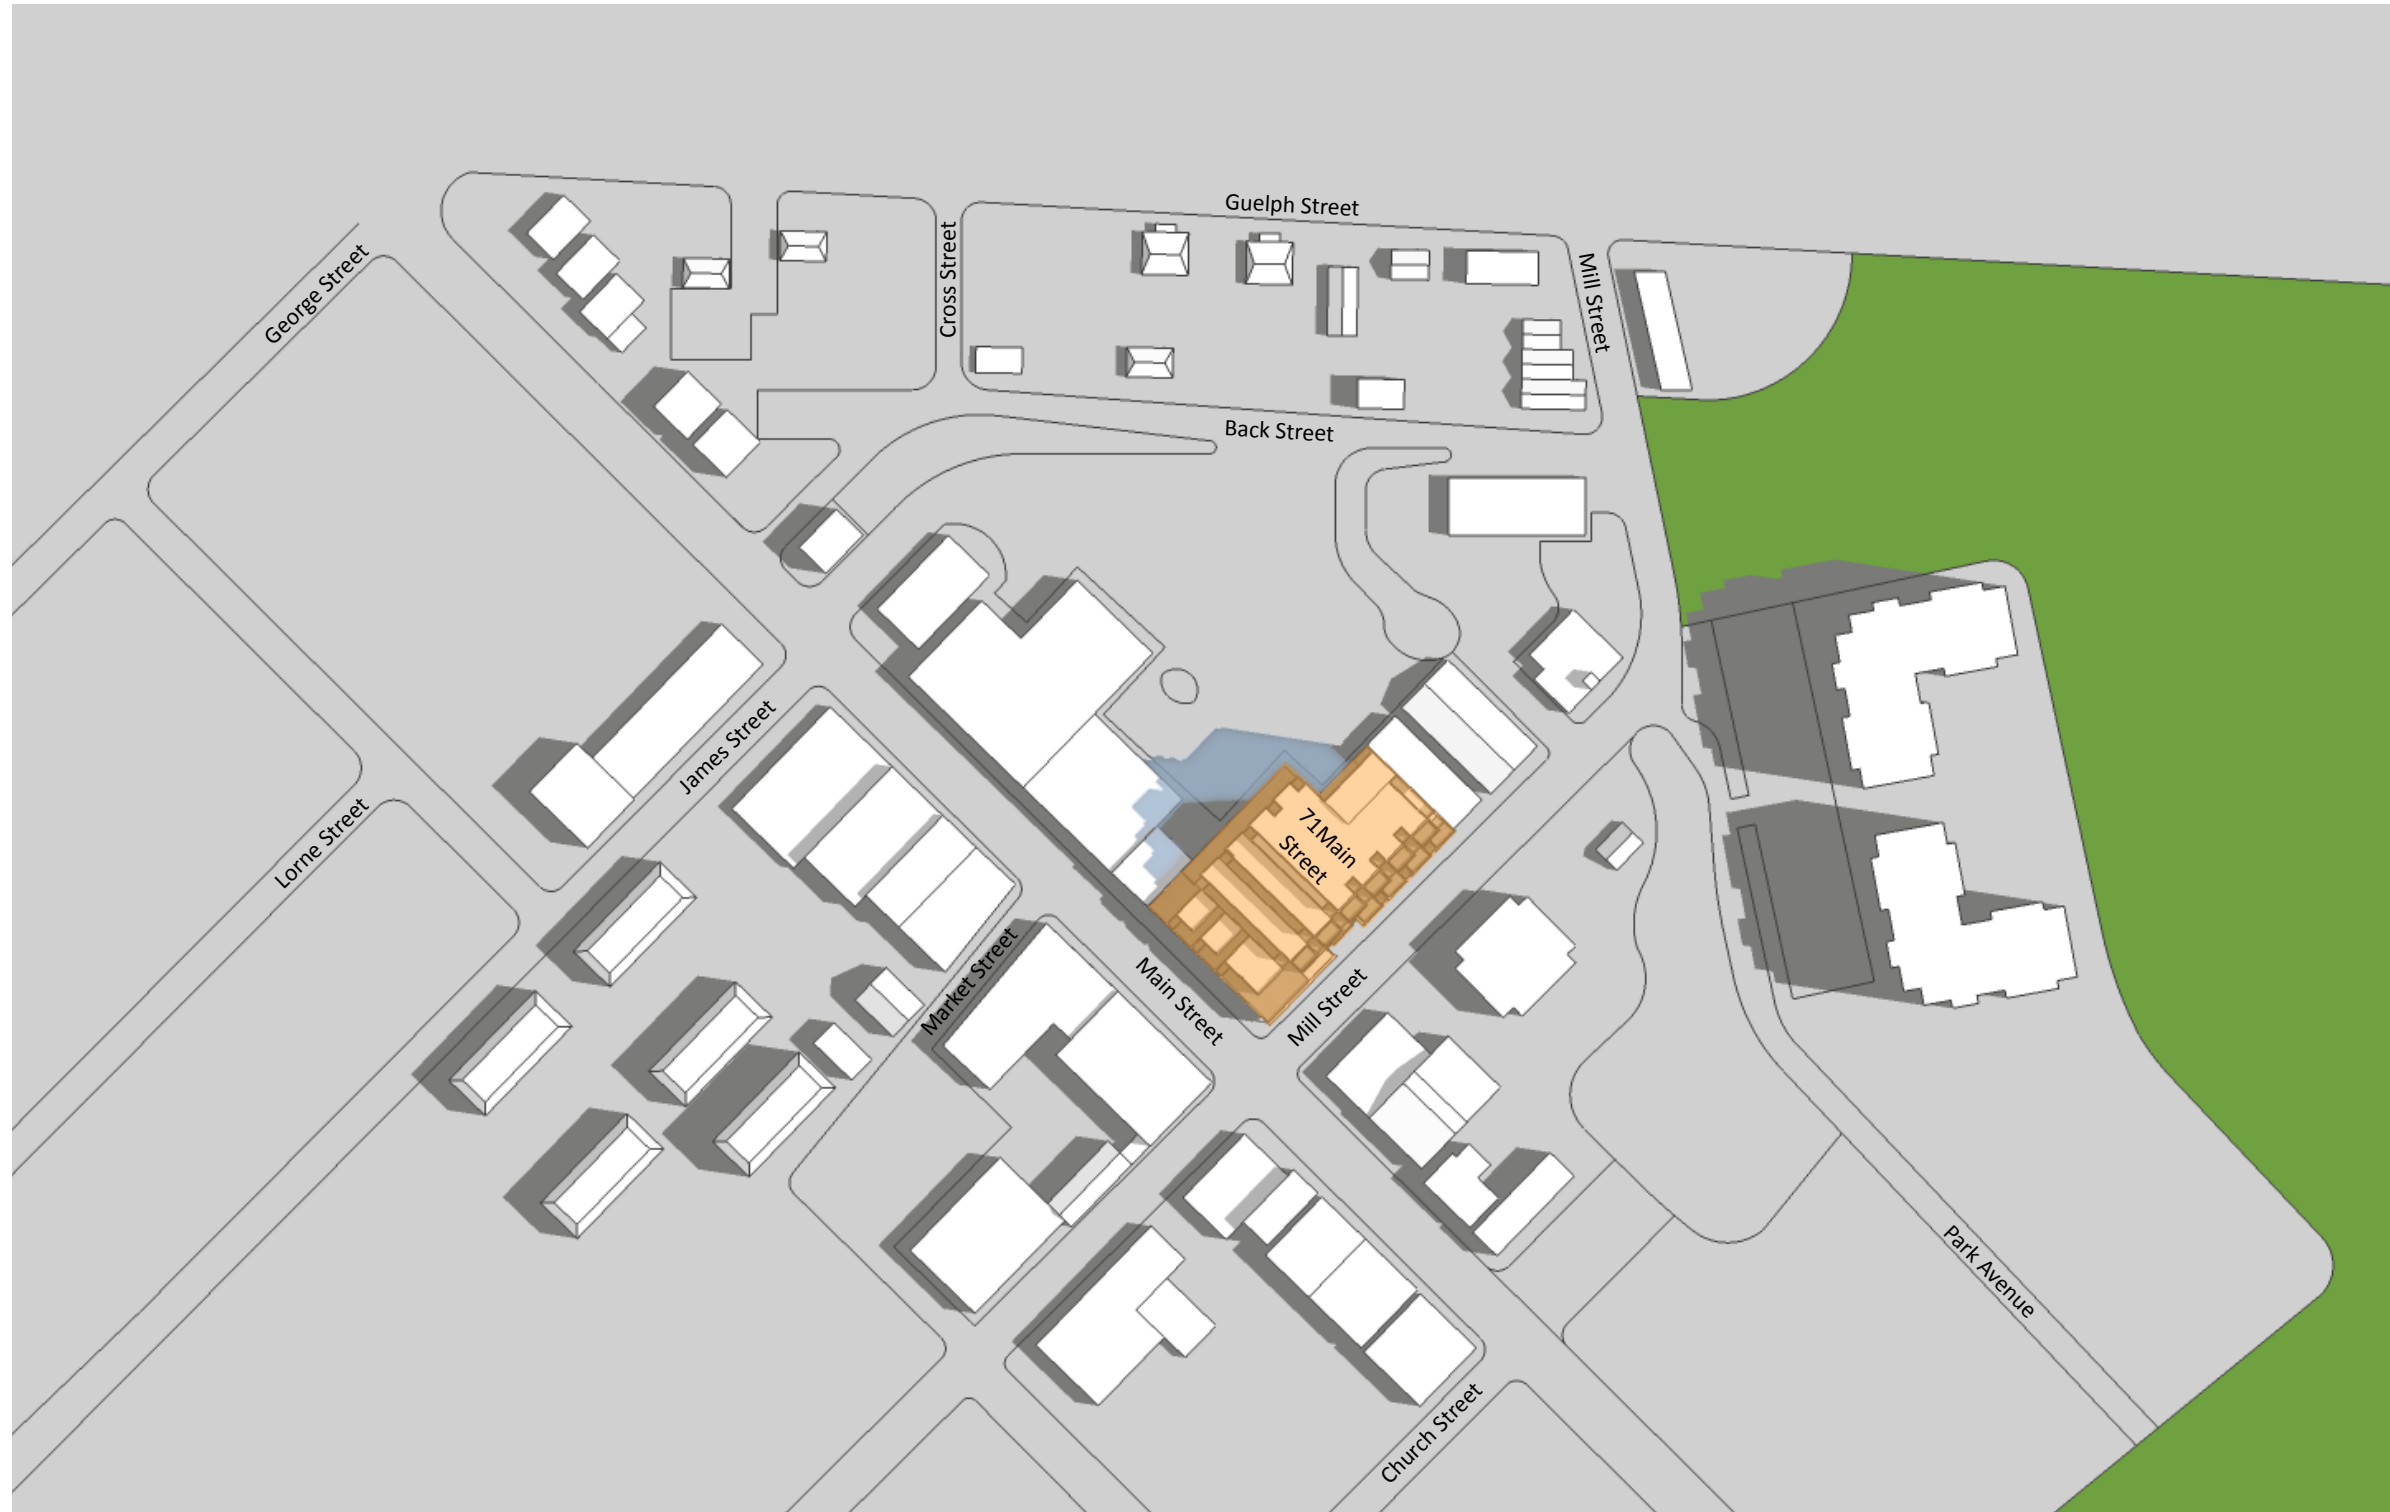 Guelph Street
George Street
Cross Street
Mill Street
Back Street
James Street
Lorne Street
71Main
Street
Market Street
Main Street
Mill Street
Park Avenue
Church Street